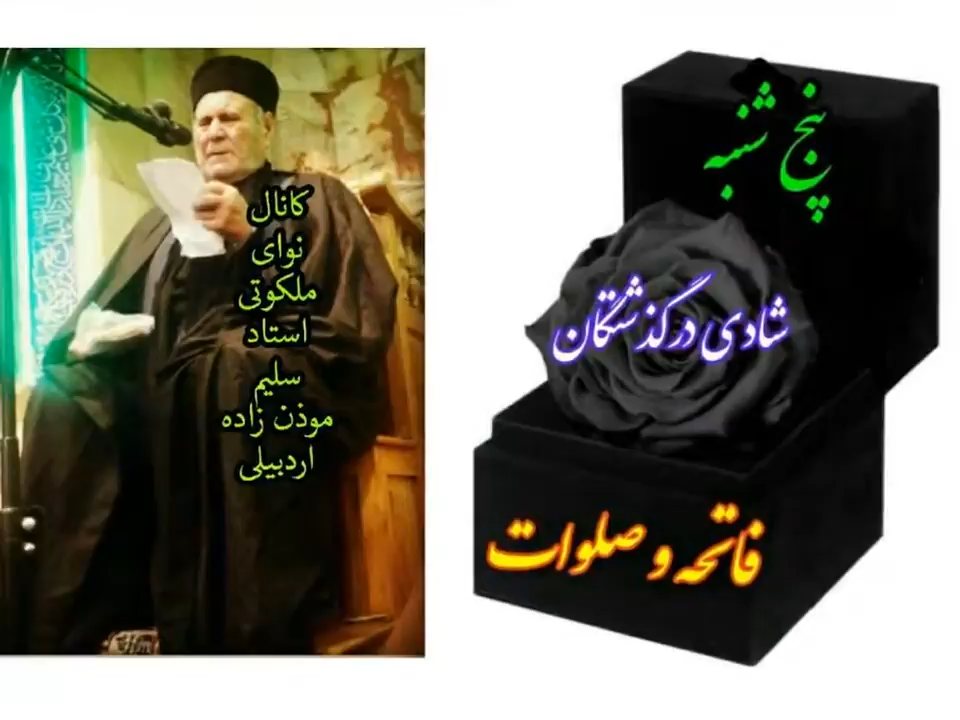 کانال
نوای
ملکوتی
استاد
سلیم
موذن زاده
اردبیلی
پنج شنبه
شادی درگذشتگان
فاتحه و صلوات